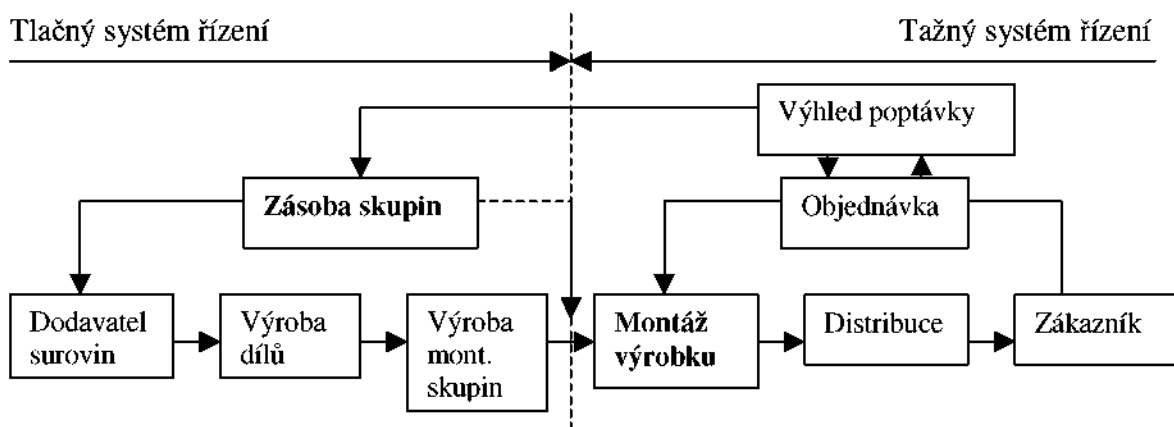 Tlačný systém řízení
Tažný systém řízení
Výhled poptávky
Zásoba skupin
Objednávka
Dodavatel
surovin
Výroba
dílů
Výroba
mont.
skupin
Montáž
výrobku
Distribuce
Zákazník